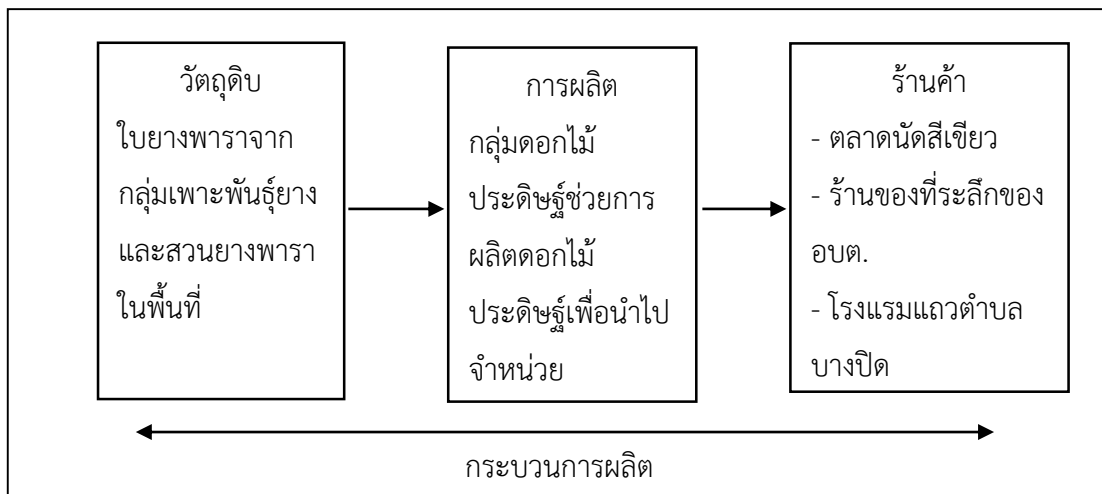 วัตถุดิบ
ใบยางพาราจาก
กลุ่มเพาะพันธุ์ยาง
และสวนยางพารา
ในพื้นที่
การผลิต
กลุ่มดอกไม้
ประดิษฐ์ช่วยการ
ผลิตดอกไม้
ประดิษฐ์เพื่อนำไป
จำหน่วย
ร้านค้า
- ตลาดนัดสีเขียว
- ร้านของที่ระลึกของ
อบต.
- โรงแรมแถวตำบล
บางปิด
กระบวนการผลิต